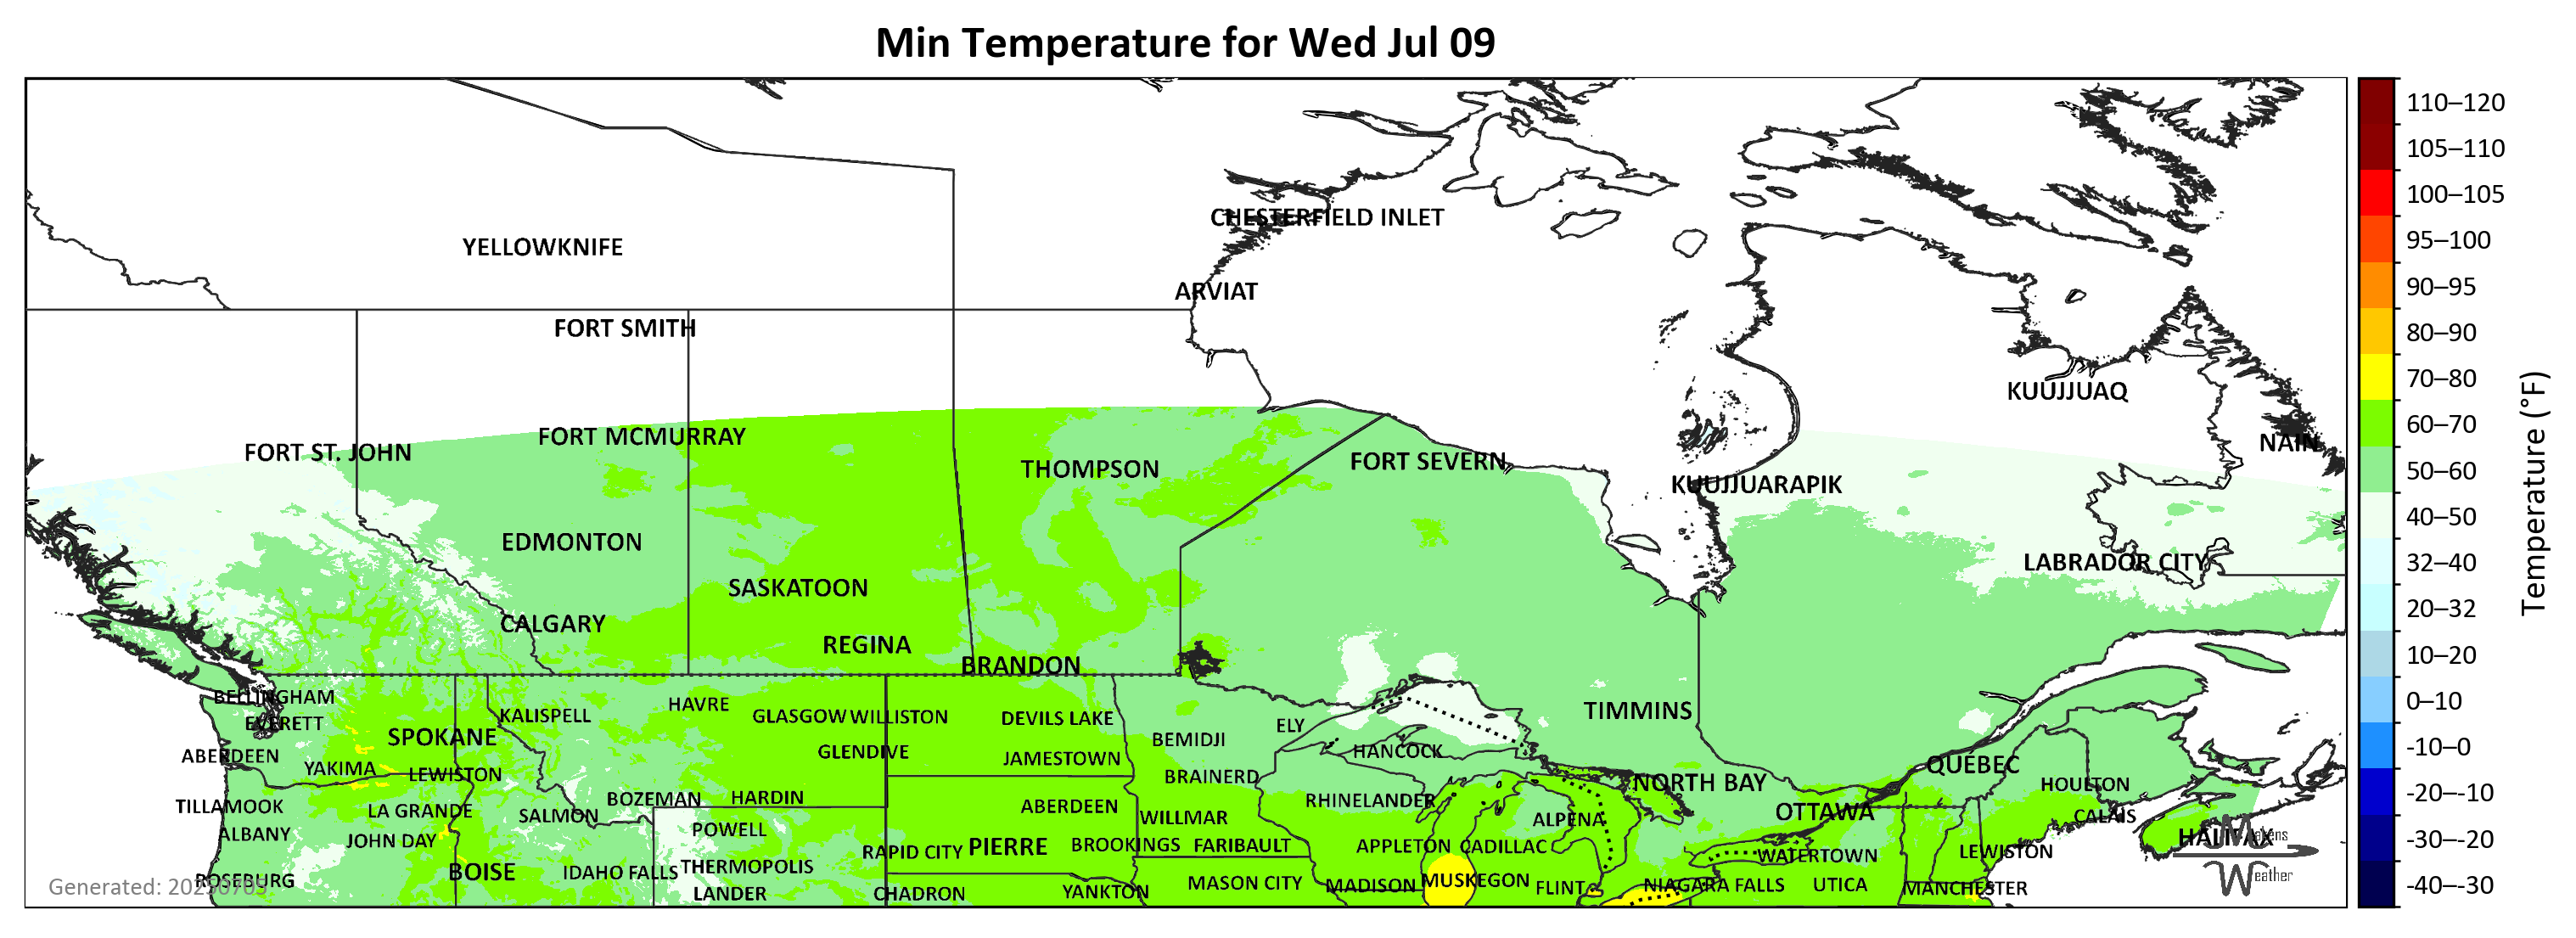 Min Temperature for Wed Jul 09
CHESTERFIELD INLET
YELLOWKNIFE
ARVIAT
FORT SMITH
KUUJJUAQ
FORT MCMURRAY
NAIN
FORT ST. JOHN
FORT SEVERN
THOMPSON
KUUJJUARAPIK
EDMONTON
LABRADOR CITY
SASKATOON
CALGARY
REGINA
BRANDON
BELLINGHAM
HAVRE
TIMMINS
KALISPELL
GLASGOW WILLISTON
DEVILS LAKE
EVERETT
ELY
SPOKANE
BEMIDJI
GLENDIVE
HANCOCK
ABERDEEN
JAMESTOWN
QUÉBEC
YAKIMA
LEWISTON
BRAINERD
NORTH BAY
HOULTON
BOZEMAN
HARDIN
RHINELANDER
TILLAMOOK
LA GRANDE
ABERDEEN
OTTAWA
SALMON
WILLMAR
CALAIS
ALPENA
POWELL
ALBANY
HALIFAX
Makens
JOHN DAY
PIERRE
BROOKINGS
FARIBAULT
APPLETON
CADILLAC
RAPID CITY
LEWISTON
WATERTOWN
THERMOPOLIS
BOISE
IDAHO FALLS
Weather
ROSEBURG
MUSKEGON
MASON CITY
MADISON
NIAGARA FALLS
UTICA
FLINT
MANCHESTER
Generated: 20250705
LANDER
CHADRON
YANKTON
110–120
105–110
100–105
95–100
90–95
80–90
70–80
60–70
50–60
40–50
32–40
20–32
10–20
0–10
-10–0
-20–-10
-30–-20
-40–-30
Temperature (°F)